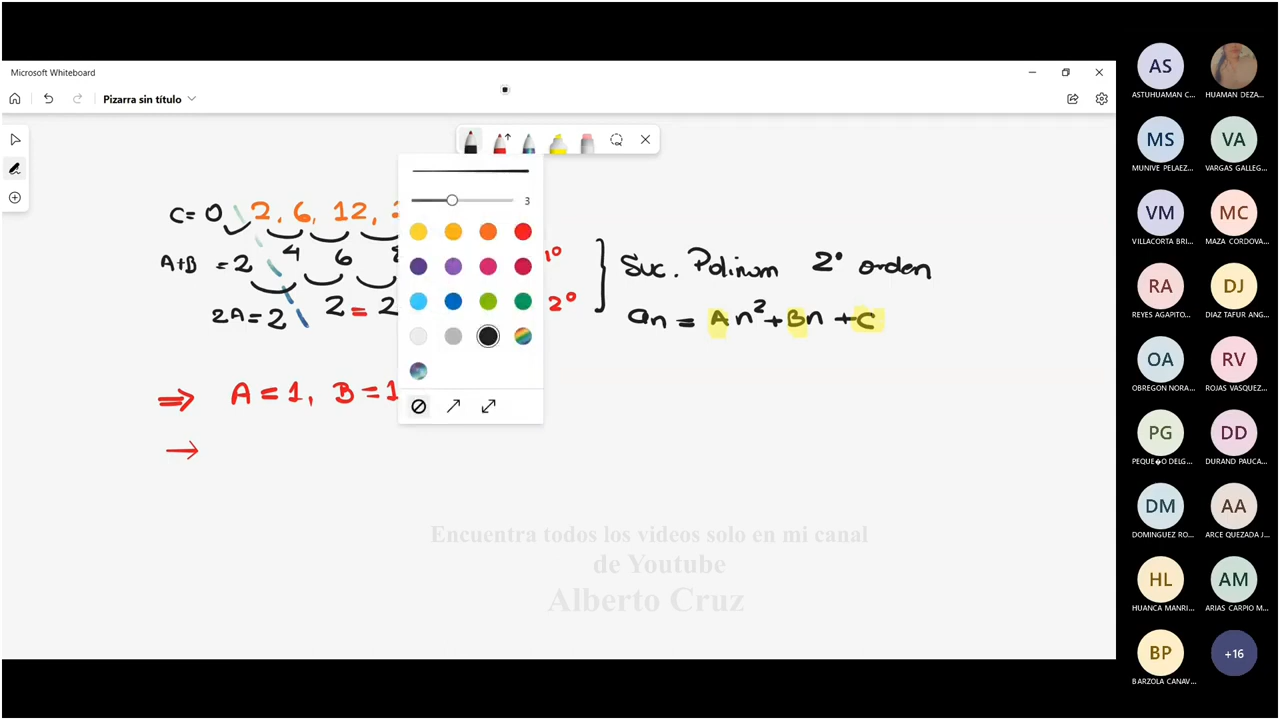 Microsoft Whiteboard
Pizarra sin título
3
C= 0 2, 6, 12,
A+B = 2 4 6 1°
2A = 2 2 = 2 2°
Suc. Polinom 2° orden
an = An²+Bn+C
⇒ A = 1, B = 1
→
Encuentra todos los videos solo en mi canal
de Youtube
Alberto Cruz
AS
ASTUHUAMAN C...
HUAMAN DEZA...
MS
MUNIVE PELAEZ...
VA
VARGAS GALLEG...
VM
VILLACORTA BRI...
MC
MAZA CORDOVA...
RA
REYES AGAPITO...
DJ
DIAZ TAFUR ANG...
OA
OBREGON NORA...
RV
ROJAS VASQUEZ...
PG
PEQUE�O DELG...
DD
DURAND PAUCA...
DM
DOMINGUEZ RO...
AA
ARCE QUEZADA J...
HL
HUANCA MANRI...
AM
ARIAS CARPIO M...
BP
BARZOLA CANAV...
+16